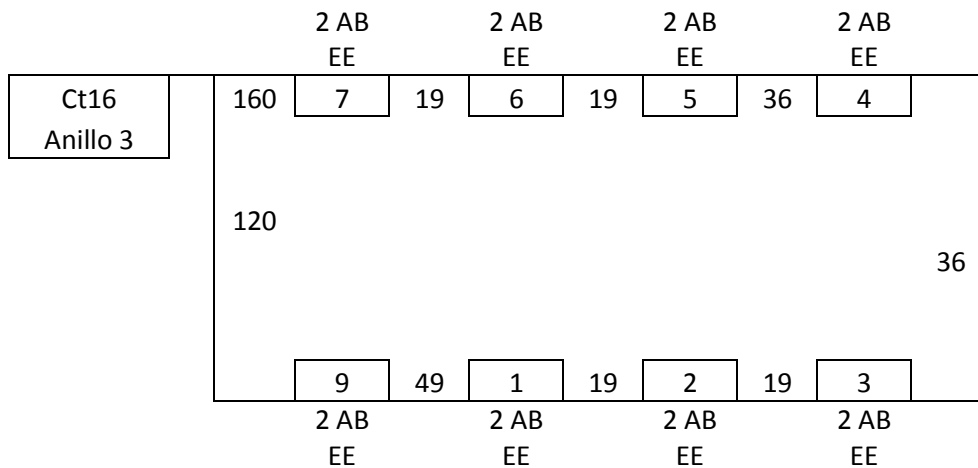 2 AB 2 AB 2 AB 2 AB
EE EE EE EE
Ct16 160 7 19 6 19 5 36 4
Anillo 3
120
36
9 49 1 19 2 19 3
2 AB 2 AB 2 AB 2 AB
EE EE EE EE